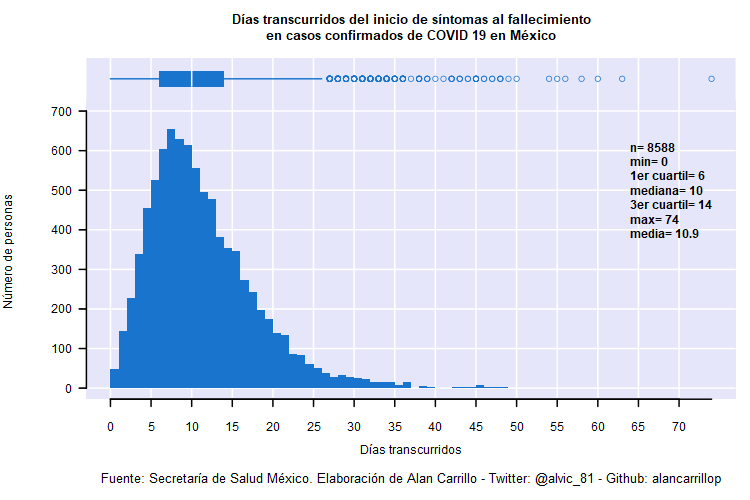 Días transcurridos del inicio de síntomas al fallecimiento
en casos confirmados de COVID 19 en México
700
600
500
400
300
200
100
0
Número de personas
n= 8588
min= 0
1er cuartil= 6
mediana= 10
3er cuartil= 14
max= 74
media= 10.9
0 5 10 15 20 25 30 35 40 45 50 55 60 65 70
Días transcurridos
Fuente: Secretaría de Salud México. Elaboración de Alan Carrillo - Twitter: @alvic_81 - Github: alancarrillop